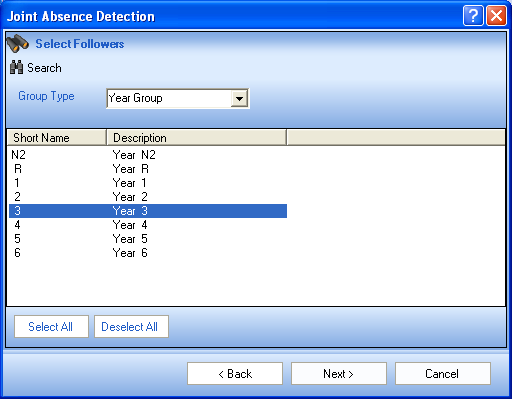 Joint Absence Detection
Select Followers
Search
Group Type Year Group
Short Name Description
N2 Year N2
R Year R
1 Year 1
2 Year 2
3 Year 3
4 Year 4
5 Year 5
6 Year 6
Select All Deselect All
< Back Next > Cancel